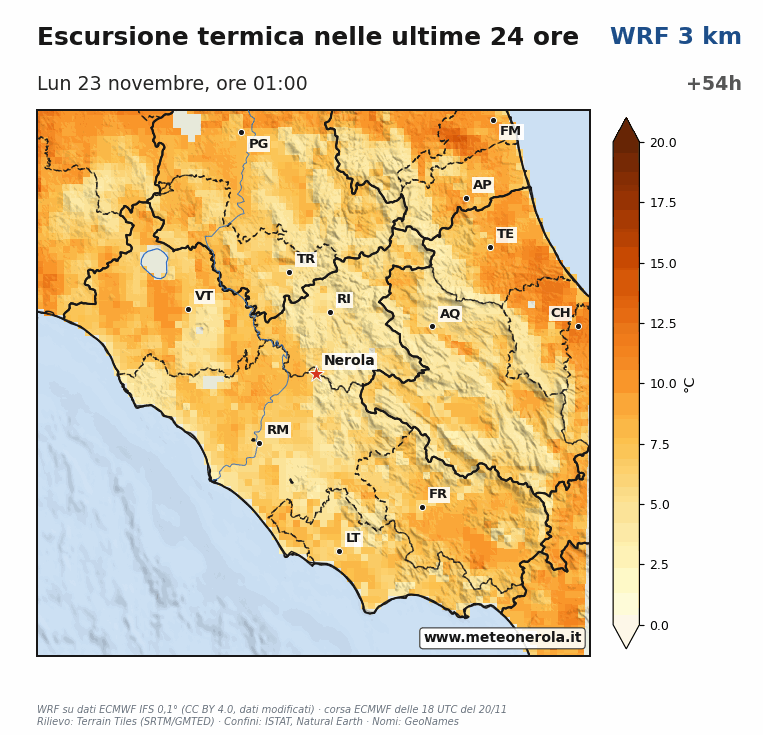 Escursione termica nelle ultime 24 ore WRF 3 km
Lun 23 novembre, ore 01:00 +54h
FM
PG
AP
TE
TR
VT
RI
AQ
CH
Nerola
RM
FR
LT
www.meteonerola.it
20.0
17.5
15.0
12.5
10.0
7.5
5.0
2.5
0.0
°C
WRF su dati ECMWF IFS 0,1° (CC BY 4.0, dati modificati) · corsa ECMWF delle 18 UTC del 20/11
Rilievo: Terrain Tiles (SRTM/GMTED) · Confini: ISTAT, Natural Earth · Nomi: GeoNames